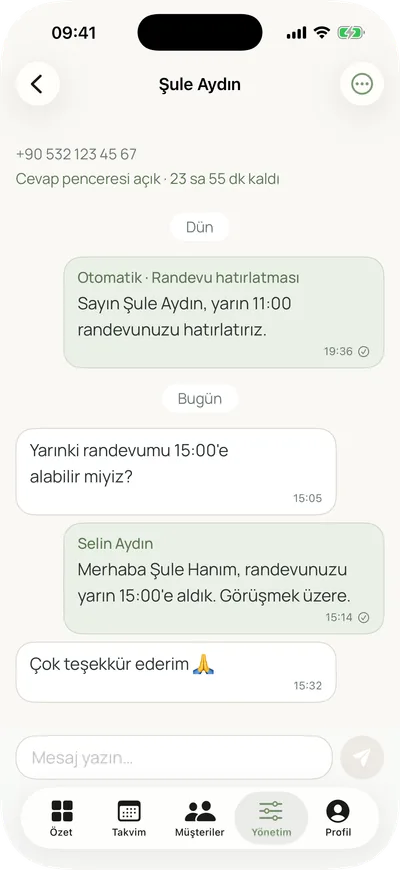 09:41
Şule Aydın
+90 532 123 45 67
Cevap penceresi açık · 23 sa 55 dk kaldı
Dün
Otomatik · Randevu hatırlatması
Sayın Şule Aydın, yarın 11:00
randevunuzu hatırlatırız.
19:36
Bugün
Yarınki randevumu 15:00'e
alabilir miyiz?
15:05
Selin Aydın
Merhaba Şule Hanım, randevunuzu
yarın 15:00'e aldık. Görüşmek üzere.
15:14
Çok teşekkür ederim 🙏
15:32
Mesaj yazın...
Özet
Takvim
Müşteriler
Yönetim
Profil